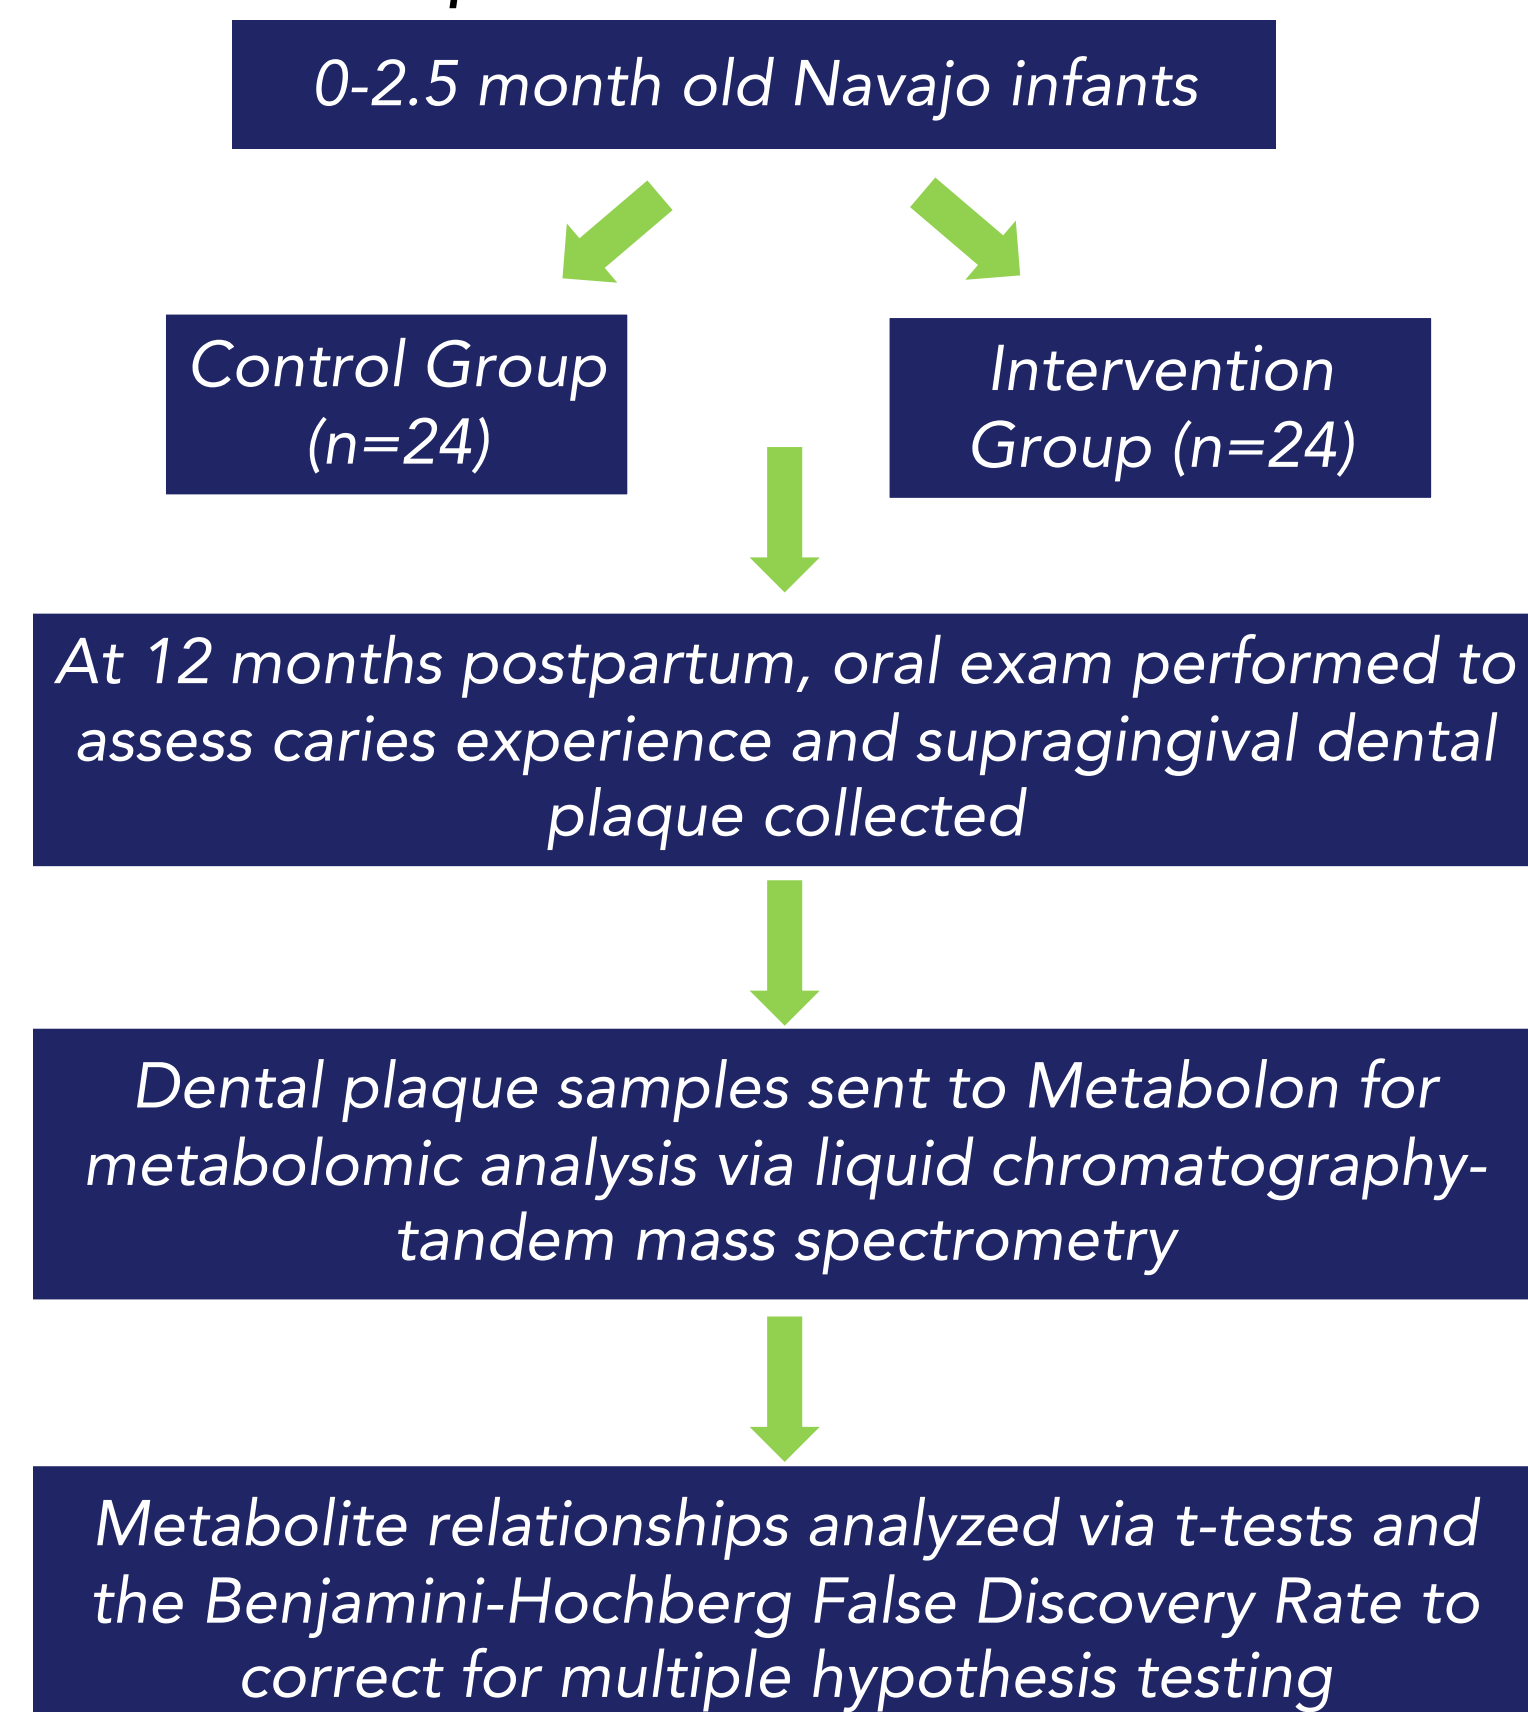 0-2.5 month old Navajo infants
Control Group
(n=24)
Intervention
Group (n=24)
At 12 months postpartum, oral exam performed to
assess caries experience and supragingival dental
plaque collected
Dental plaque samples sent to Metabolon for
metabolomic analysis via liquid chromatography-
tandem mass spectrometry
Metabolite relationships analyzed via t-tests and
the Benjamini-Hochberg False Discovery Rate to
correct for multiple hypothesis testing